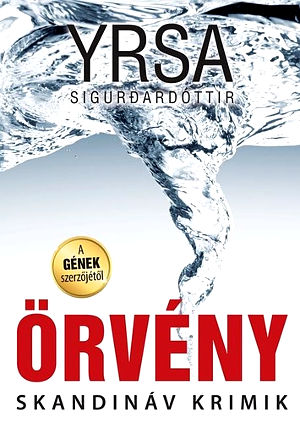 YRSA
SIGURÐARDÓTTIR
A
GÉNEK
szerzőjétől
ÖRVÉNY
SKANDINÁV KRIMIK